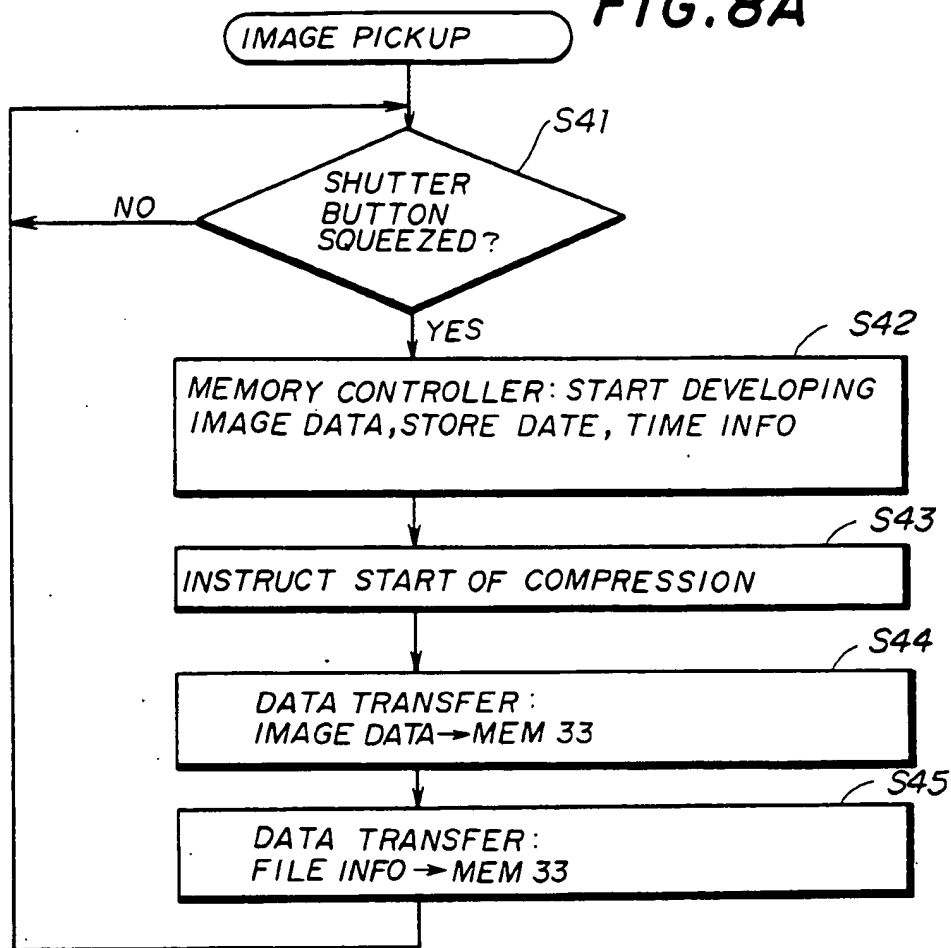 FIG. 8A
IMAGE PICKUP
S41
SHUTTER
BUTTON
SQUEEZED?
NO
YES
S42
MEMORY CONTROLLER: START DEVELOPING
IMAGE DATA, STORE DATE, TIME INFO
S43
INSTRUCT START OF COMPRESSION
S44
DATA TRANSFER:
IMAGE DATA→MEM 33
S45
DATA TRANSFER:
FILE INFO→MEM 33